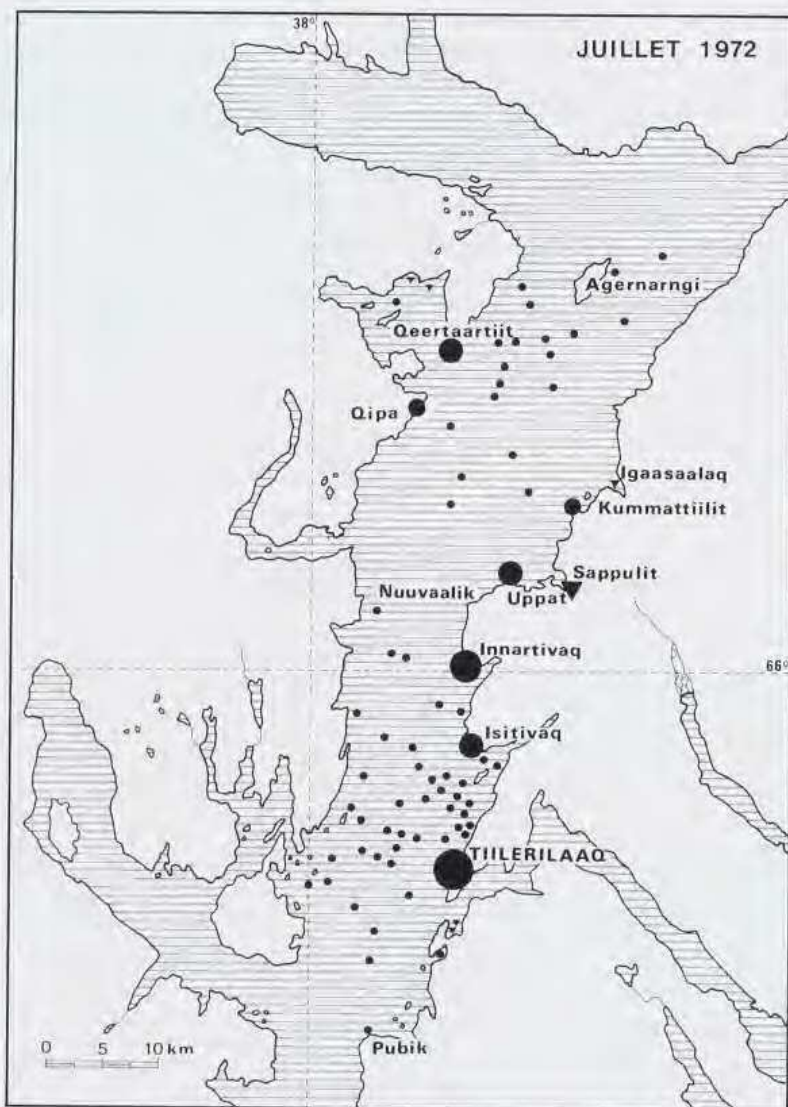 38°
JUILLET 1972
Agernarngi
Qeertaartiit
Qipa
Igaasaalaq
Kummattiilit
Sappulit
Nuuvaalik
Uppat
Innartivaq
66°
Isitivaq
TIILERILAAQ
0 5 10 km
Pubik